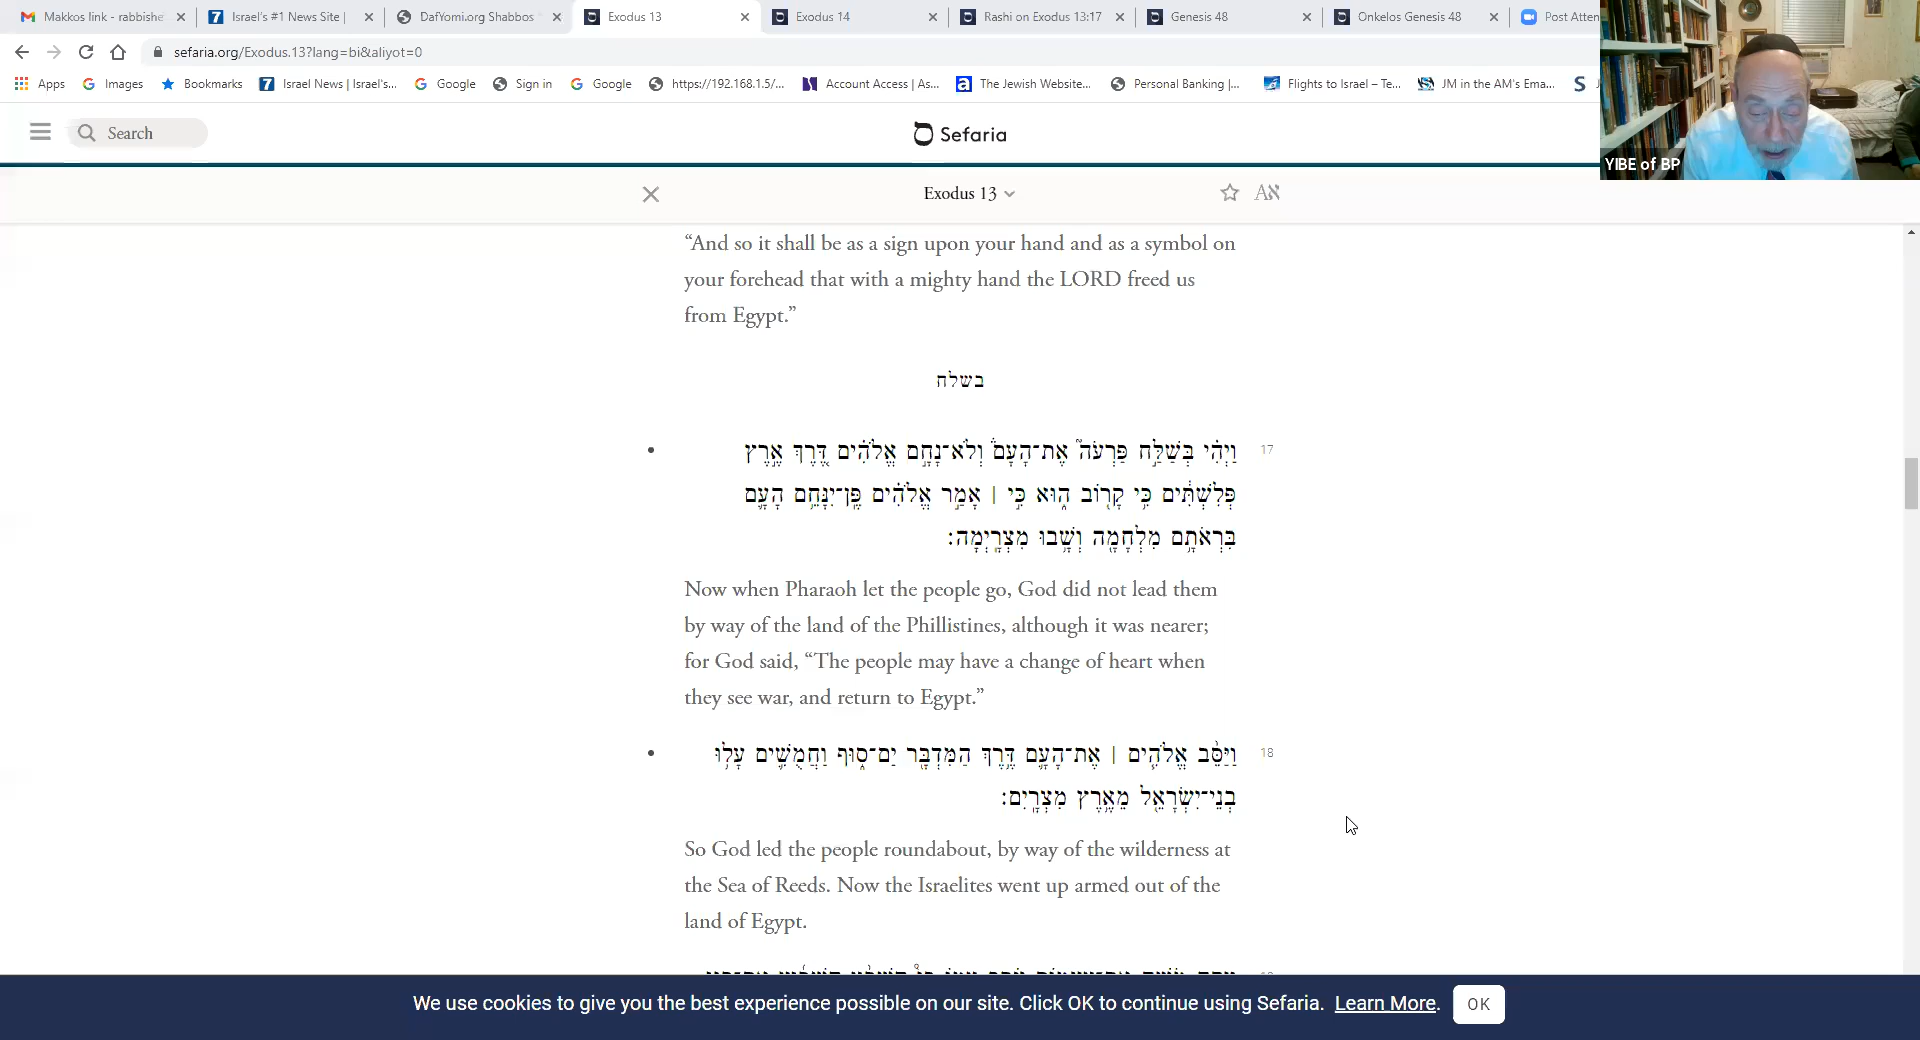 Makkos link - rabbishe
Israel's #1 News Site |
DafYomi.org Shabbos
Exodus 13
Exodus 14
Rashi on Exodus 13:17
Genesis 48
Onkelos Genesis 48
Post Atten
sefaria.org/Exodus.13?lang=bi&aliyot=0
Apps
Images
Bookmarks
Israel News | Israel's...
Google
Sign in
Google
https://192.168.1.5/...
Account Access | As...
The Jewish Website...
Personal Banking |...
Flights to Israel – Te...
JM in the AM's Ema...
YIBE of BP
Search
Sefaria
Exodus 13
“And so it shall be as a sign upon your hand and as a symbol on
your forehead that with a mighty hand the LORD freed us
from Egypt.”
בשלח
17
וַיְהִ֗י בְּשַׁלַּ֣ח פַּרְעֹה֮ אֶת־הָעָם֒ וְלֹא־נָחָ֣ם אֱלֹהִ֗ים דֶּ֚רֶךְ אֶ֣רֶץ
פְּלִשְׁתִּ֔ים כִּ֥י קָר֖וֹב ה֑וּא כִּ֣י ׀ אָמַ֣ר אֱלֹהִ֗ים פֶּֽן־יִנָּחֵ֥ם הָעָ֛ם
בִּרְאֹתָ֥ם מִלְחָמָ֖ה וְשָׁ֥בוּ מִצְרָֽיְמָה׃
Now when Pharaoh let the people go, God did not lead them
by way of the land of the Phillistines, although it was nearer;
for God said, “The people may have a change of heart when
they see war, and return to Egypt.”
18
וַיַּסֵּ֨ב אֱלֹהִ֧ים ׀ אֶת־הָעָ֛ם דֶּ֥רֶךְ הַמִּדְבָּ֖ר יַם־ס֑וּף וַחֲמֻשִׁ֛ים עָל֥וּ
בְנֵי־יִשְׂרָאֵ֖ל מֵאֶ֥רֶץ מִצְרָֽיִם׃
So God led the people roundabout, by way of the wilderness at
the Sea of Reeds. Now the Israelites went up armed out of the
land of Egypt.
We use cookies to give you the best experience possible on our site. Click OK to continue using Sefaria. Learn More. OK